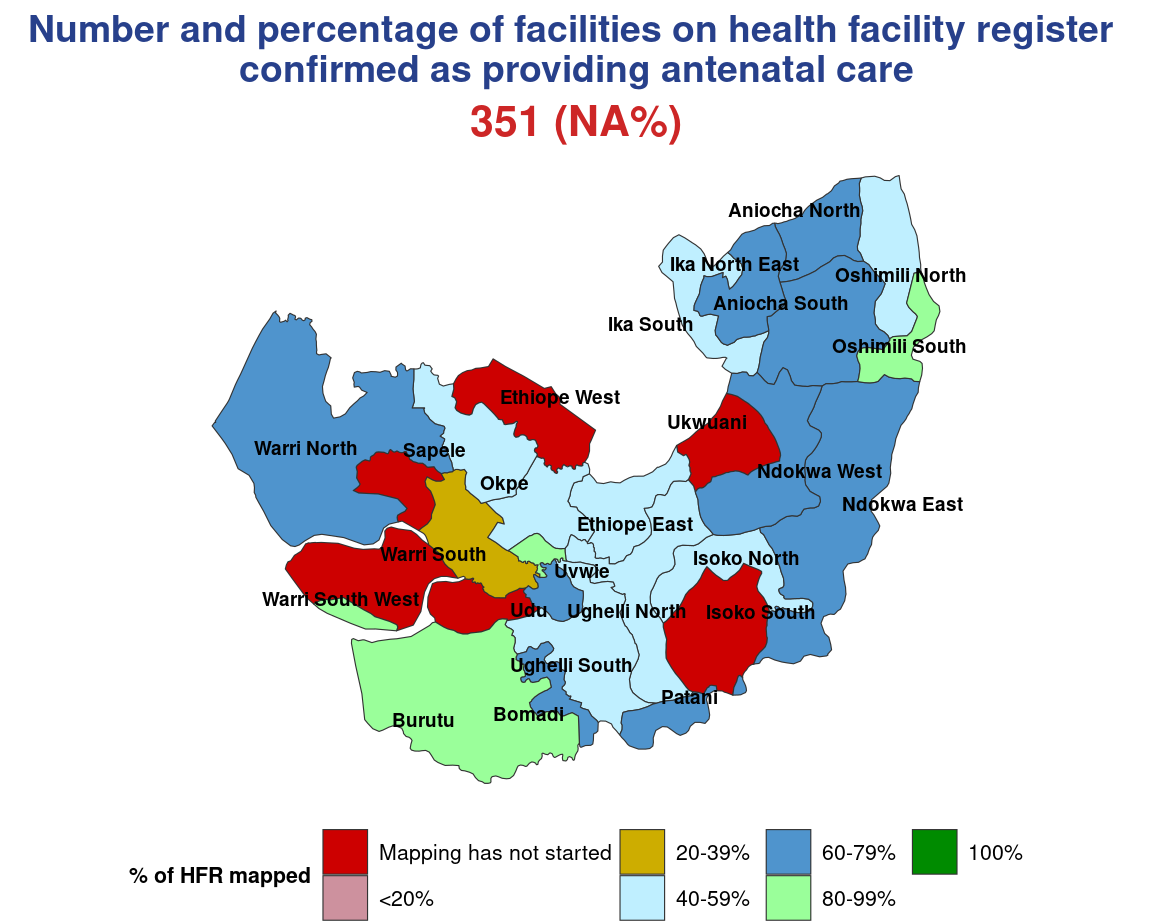 Number and percentage of facilities on health facility register
confirmed as providing antenatal care
351 (NA%)
Aniocha North
Ika North East
Oshimili North
Aniocha South
Ika South
Oshimili South
Ethiope West
Ukwuani
Warri North
Sapele
Ndokwa West
Okpe
Ndokwa East
Ethiope East
Warri South
Isoko North
Uvwie
Warri South West
Udu
Ughelli North
Isoko South
Ughelli South
Patani
Bomadi
Burutu
% of HFR mapped
Mapping has not started
<20%
20-39%
40-59%
60-79%
80-99%
100%